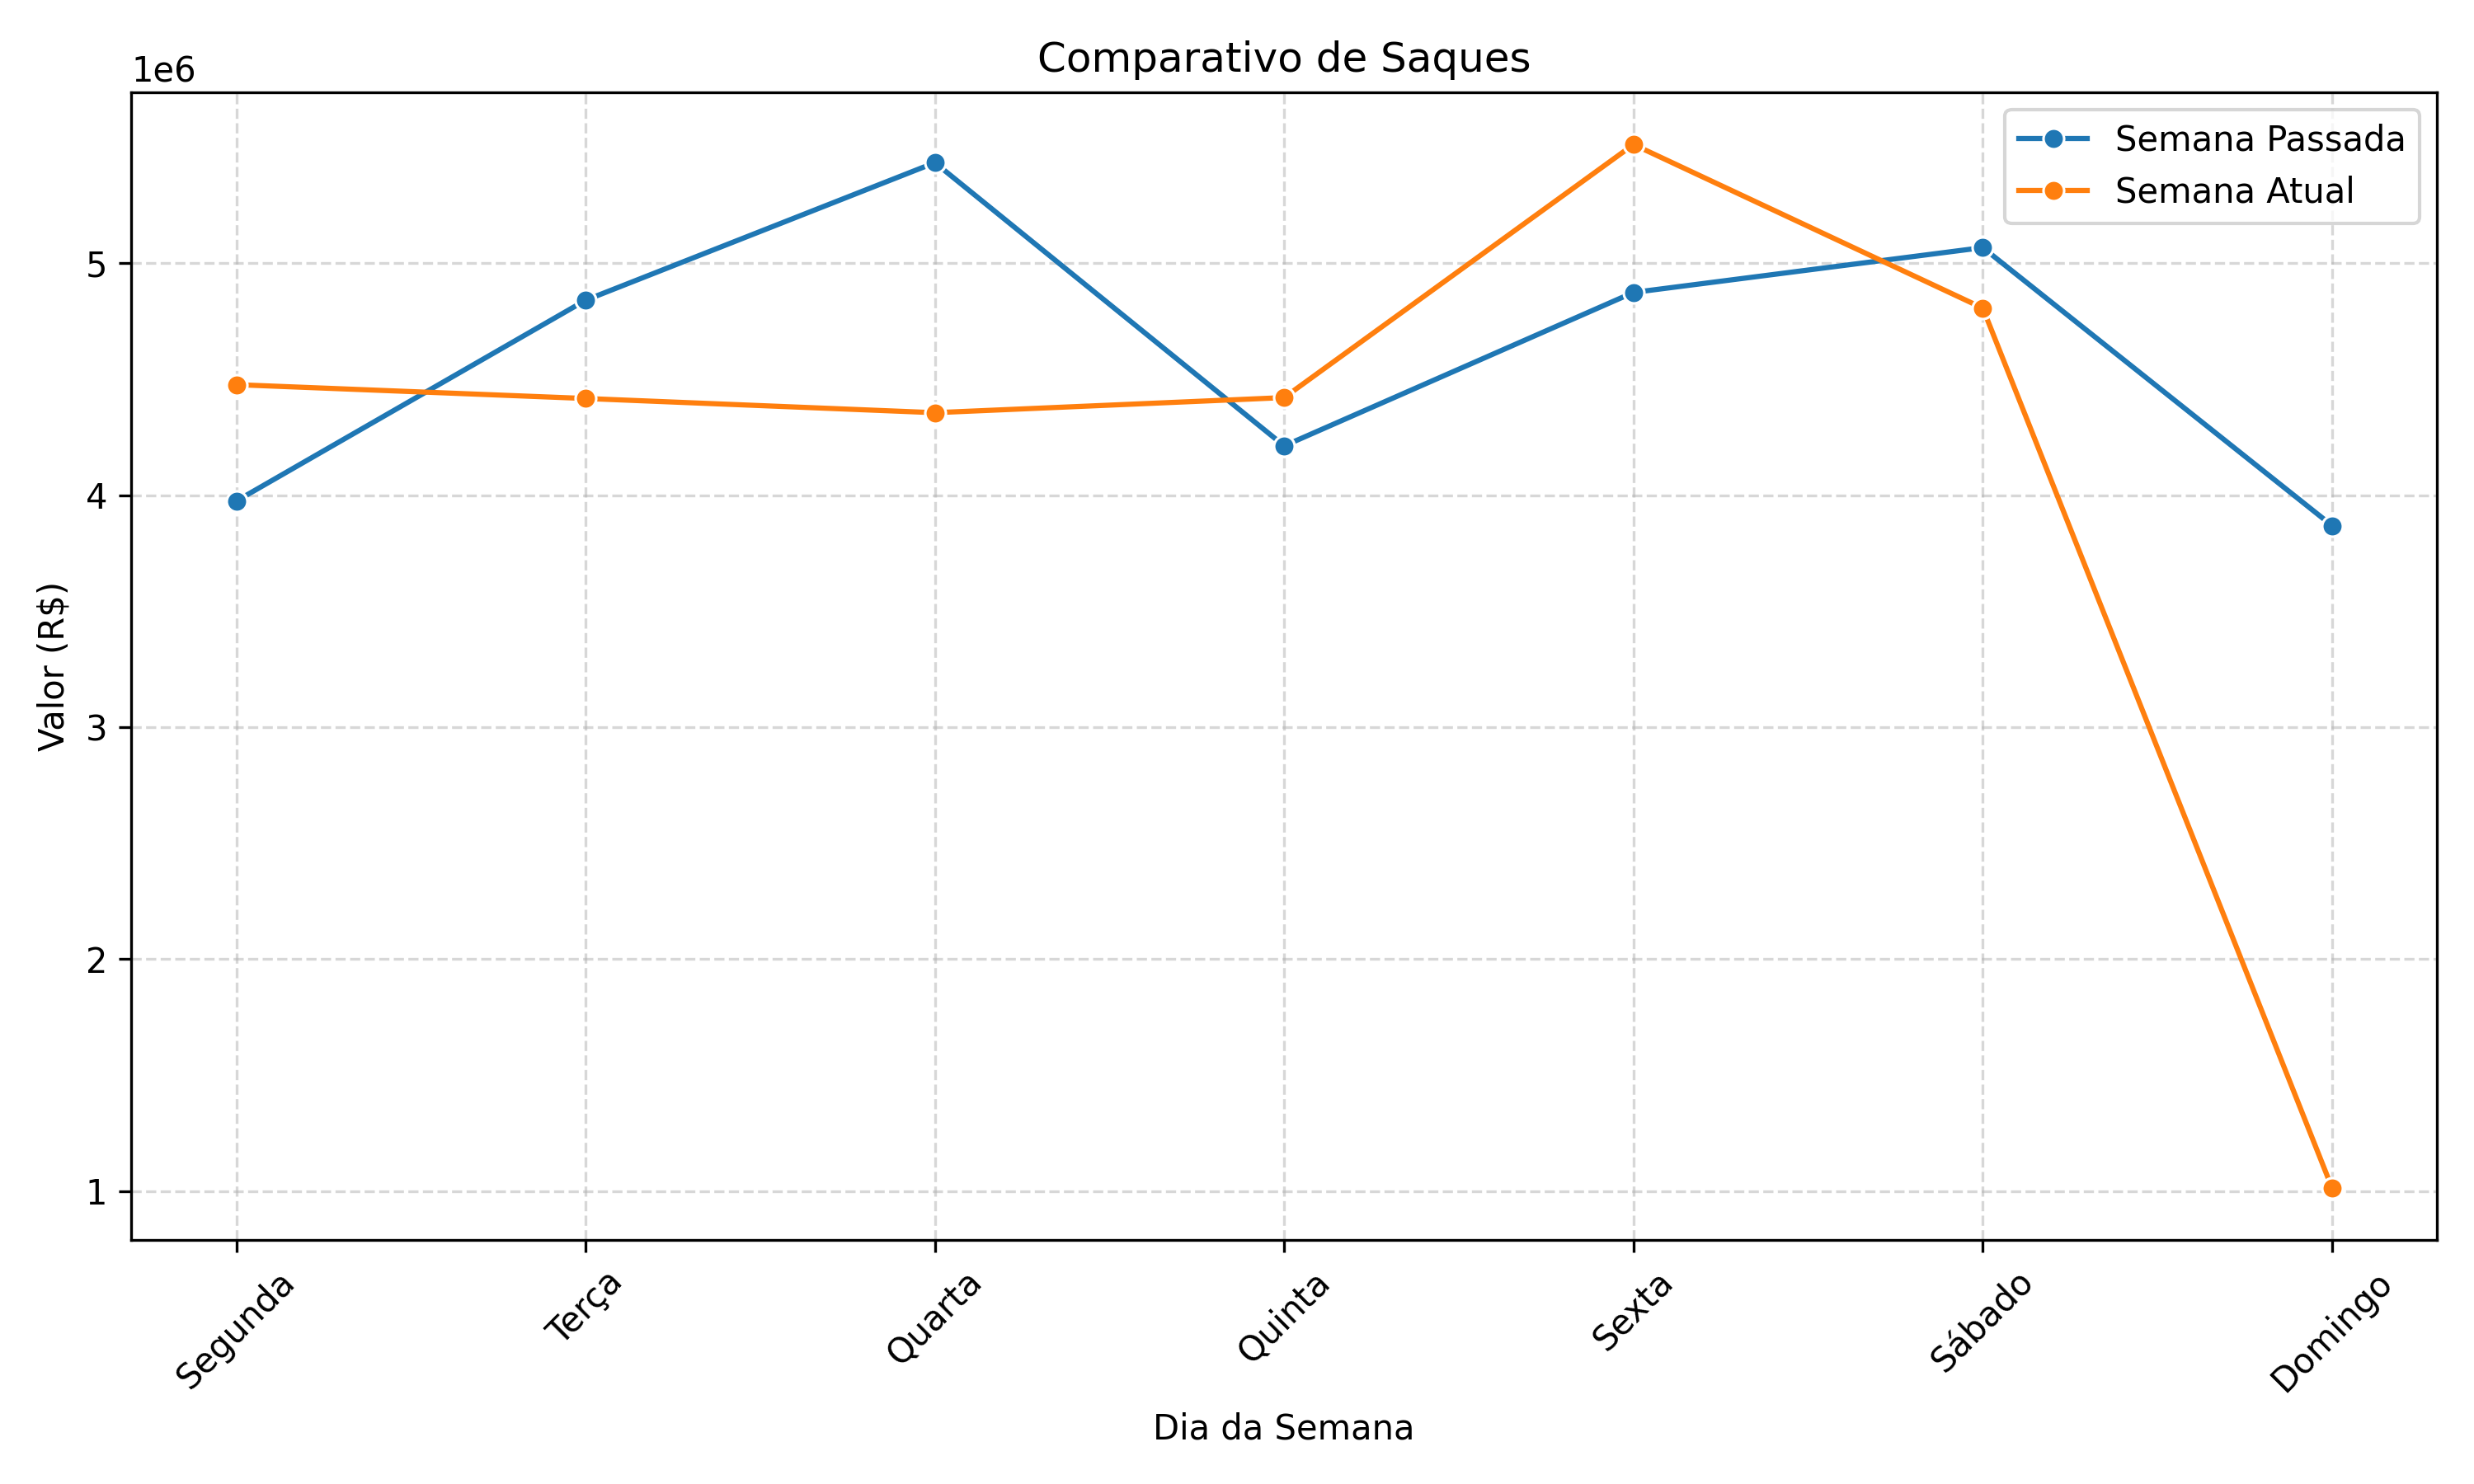 Comparativo de Saques
1e6
Semana Passada
Semana Atual
5
4
3
2
1
Valor (R$)
Segunda
Terça
Quarta
Quinta
Sexta
Sábado
Domingo
Dia da Semana